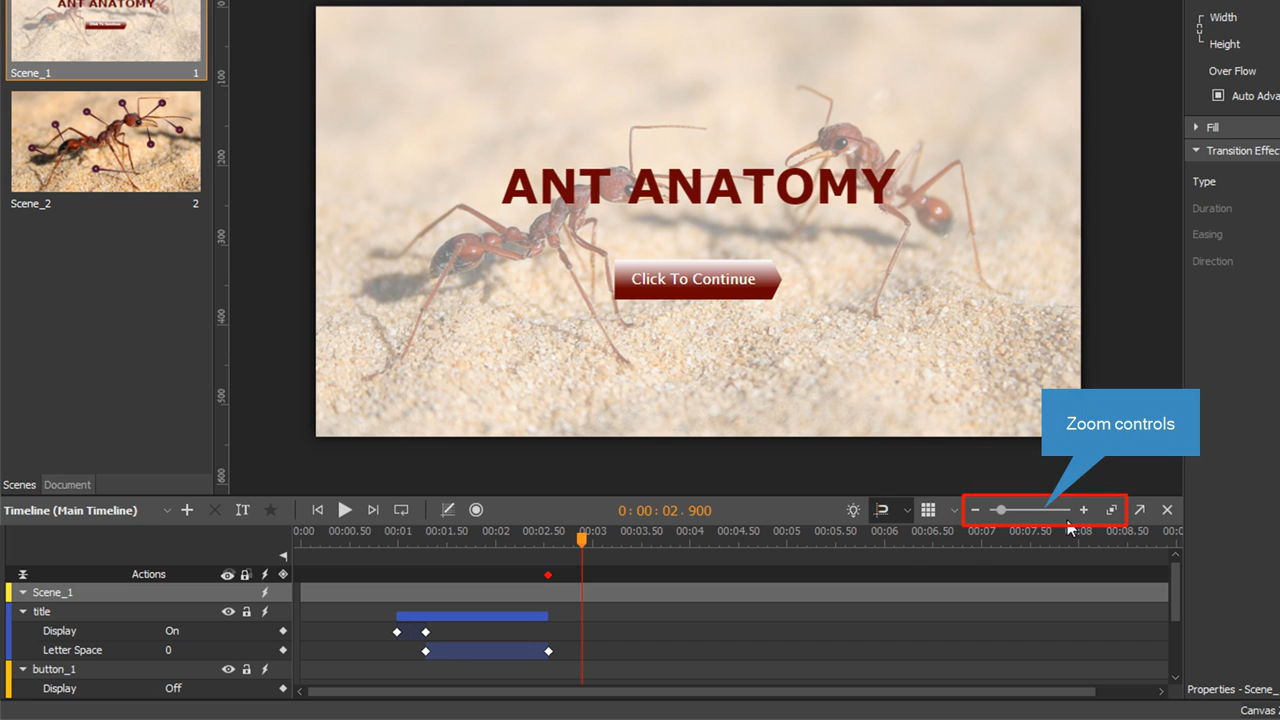 ANT ANATOMY
Scene_1 1
Scene_2 2
Scenes Document
0
100
200
300
400
500
600
ANT ANATOMY
Click To Continue
Zoom controls
Width
Height
Over Flow
Auto Adva
Fill
Transition Effec
Type
Duration
Easing
Direction
Timeline (Main Timeline)
0:00:02.900
0:00 00:00.50 00:01 00:01.50 00:02 00:02.50 00:03 00:03.50 00:04 00:04.50 00:05 00:05.50 00:06 00:06.50 00:07 00:07.50 00:08 00:08.50 00:0
Actions
Scene_1
title
Display On
Letter Space 0
button_1
Display Off
Properties - Scene_
Canvas